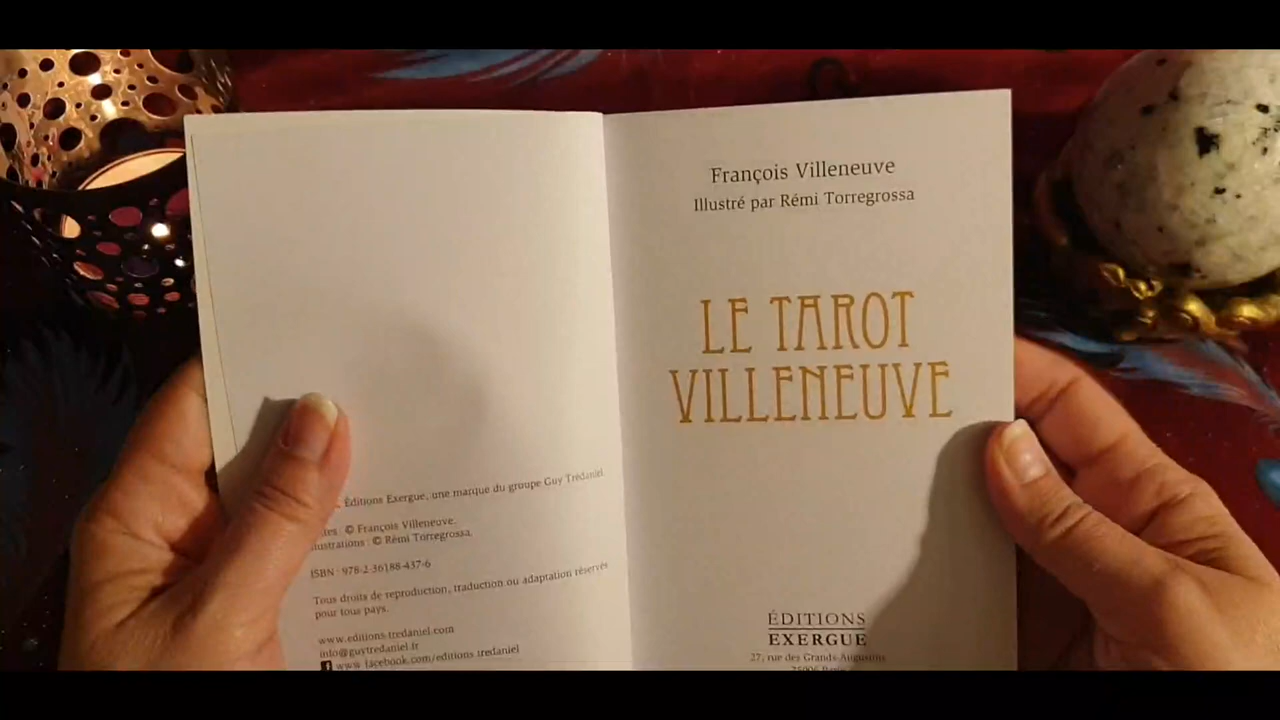 Éditions Exergue, une marque du groupe Guy Trédaniel
© François Villeneuve.
© Rémi Torregrossa.
ISBN : 978-2-36188-437-6
Tous droits de reproduction, traduction ou adaptation réservés
pour tous pays.
www.editions-tredaniel.com
info@guytredaniel.fr
www.facebook.com/editions.tredaniel
François Villeneuve
Illustré par Rémi Torregrossa
LE TAROT
VILLENEUVE
ÉDITIONS
EXERGUE
27, rue des Grands-Augustins